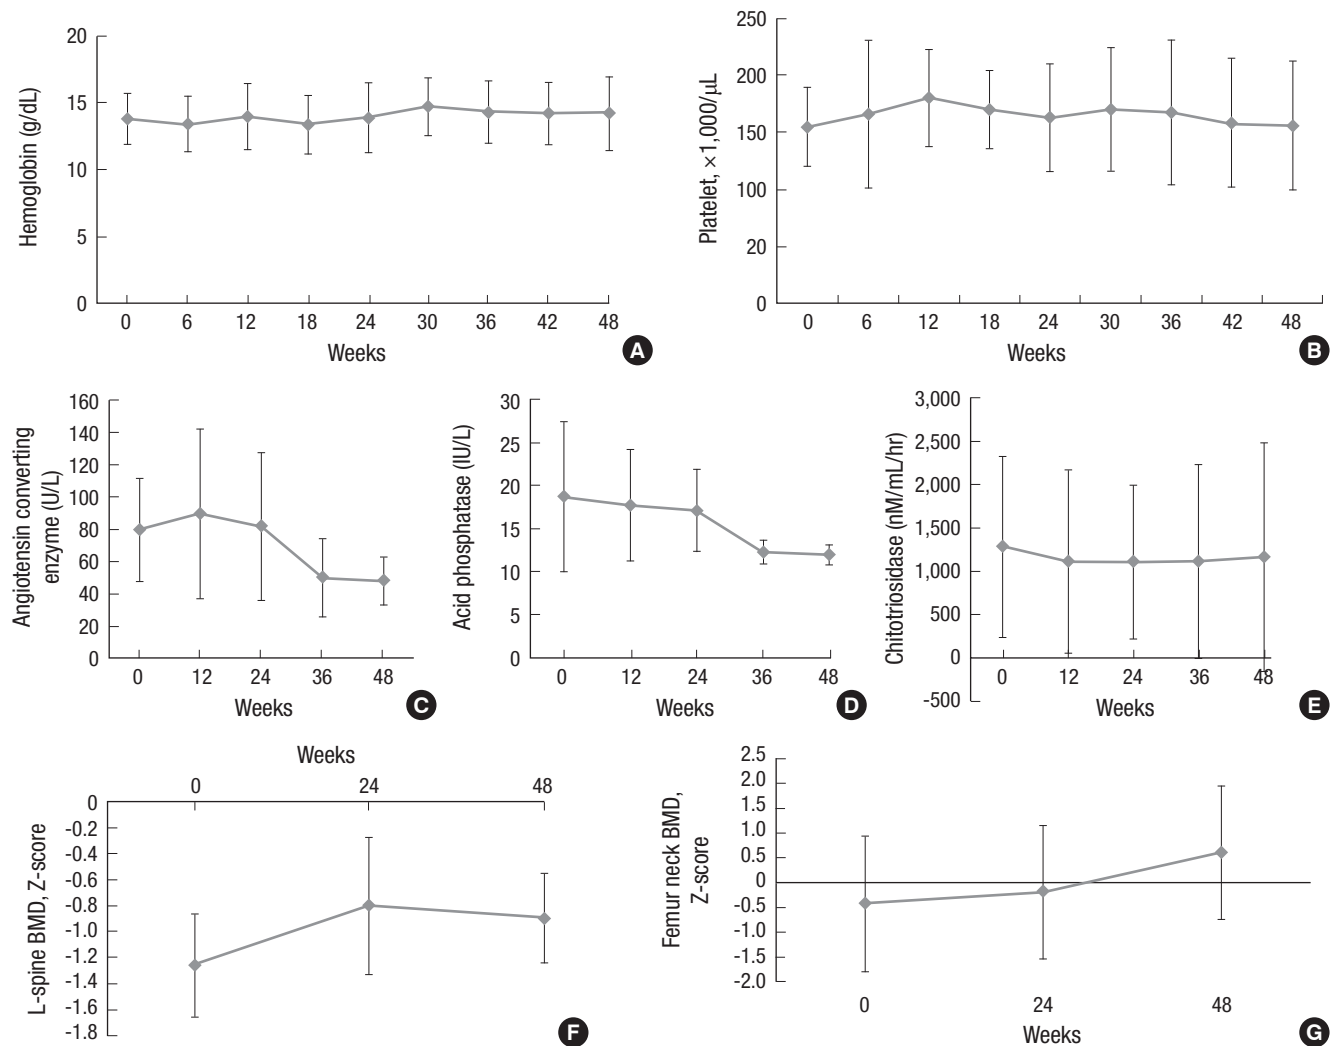 Hemoglobin (g/dL)
20
15
10
5
0
0 6 12 18 24 30 36 42 48
Weeks
A
Platelet, ×1,000/μL
250
200
150
100
20
0
0 6 12 18 24 30 36 42 48
Weeks
B
Angiotensin converting
enzyme (U/L)
160
140
120
100
80
60
40
20
0
0 12 24 36 48
Weeks
C
Acid phosphatase (IU/L)
30
25
20
15
10
5
0
0 12 24 36 48
Weeks
D
Chitotriosidase (nM/mL/hr)
3,000
2,500
2,000
1,500
1,000
500
0
-500
0 12 24 36 48
Weeks
E
Weeks
0 24 48
L-spine BMD, Z-score
0
-0.2
-0.4
-0.6
-0.8
-1.0
-1.2
-1.4
-1.6
-1.8
F
Femur neck BMD,
Z-score
2.5
2.0
1.5
1.0
0.5
0
-0.5
-1.0
-1.5
-2.0
0 24 48
Weeks
G